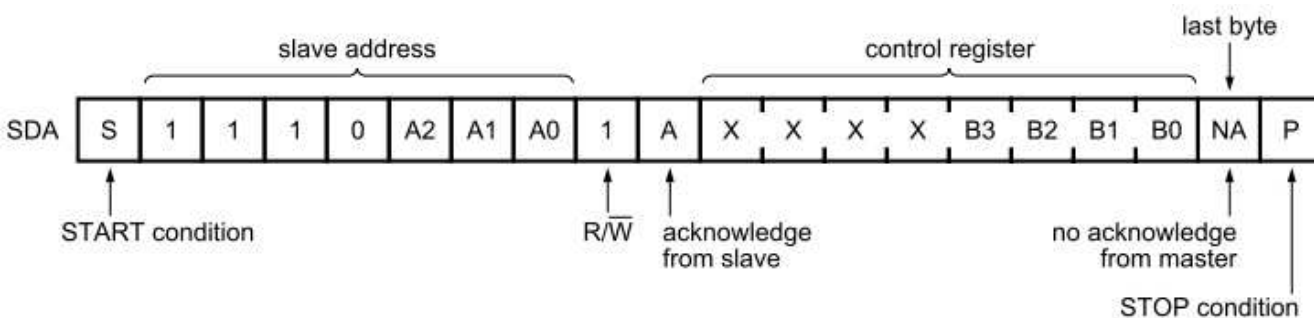 last byte
slave address control register
SDA S 1 1 1 0 A2 A1 A0 1 A X X X X B3 B2 B1 B0 NA P
START condition R/W̅ acknowledge no acknowledge
from slave from master
STOP condition